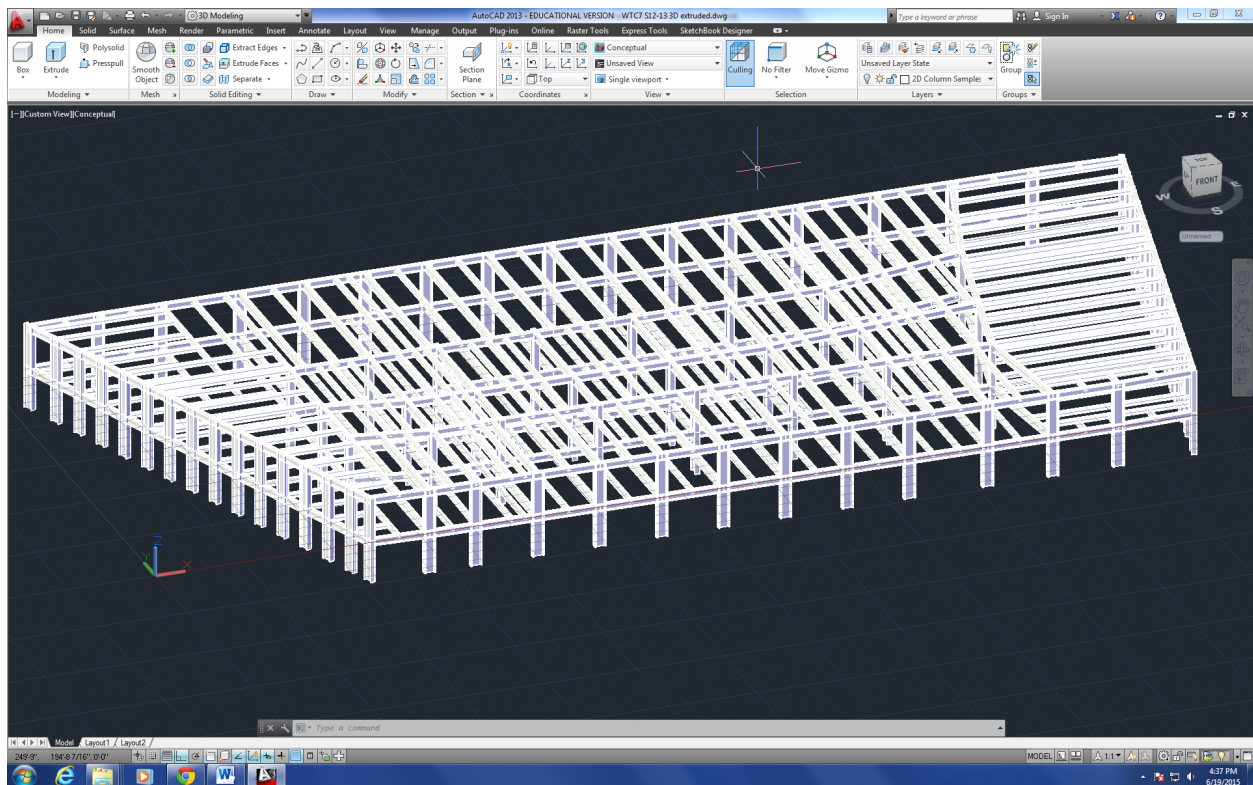 3D Modeling
AutoCAD 2013 - EDUCATIONAL VERSION WTC7 S12-13 3D extruded.dwg
Type a keyword or phrase
Sign In
Home Solid Surface Mesh Render Parametric Insert Annotate Layout View Manage Output Plug-ins Online Raster Tools Express Tools SketchBook Designer
Box
Extrude
Polysolid
Presspull
Smooth Object
Extract Edges
Extrude Faces
Separate
Section Plane
Top
Conceptual
Unsaved View
Single viewport
Culling
No Filter
Move Gizmo
Unsaved Layer State
2D Column Samples
Group
Modeling Mesh Solid Editing Draw Modify Section Coordinates View Selection Layers Groups
[−][Custom View][Conceptual]
TOP
FRONT
W
S
E
Unnamed
Z
Y
X
Type a command
Model Layout1 Layout2
249'-9", 194'-8 7/16", 0'-0"
MODEL
1:1
4:37 PM
6/19/2015